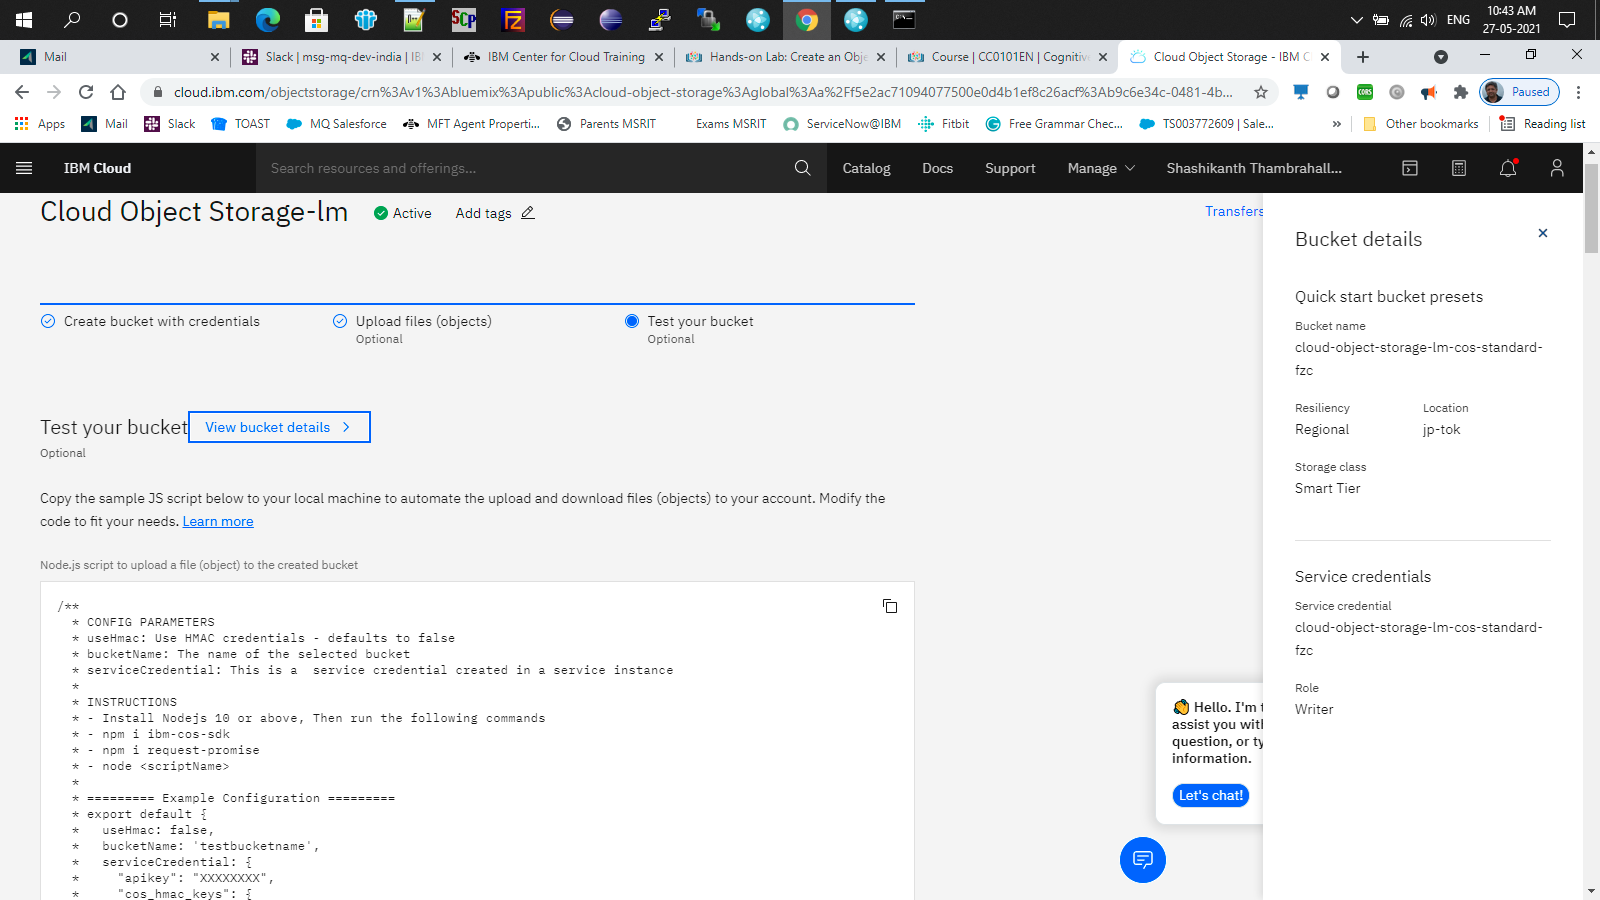 10:43 AM
ENG
27-05-2021
Mail
Slack | msg-mq-dev-india | IB
IBM Center for Cloud Training
Hands-on Lab: Create an Obje
Course | CC0101EN | Cognitive
Cloud Object Storage - IBM C
cloud.ibm.com/objectstorage/crn%3Av1%3Abluemix%3Apublic%3Acloud-object-storage%3Aglobal%3Aa%2Ff5e2ac71094077500e0d4b1ef8c26acf%3Ab9c6e34c-0481-4b...
Paused
Apps
Mail
Slack
TOAST
MQ Salesforce
MFT Agent Properti...
Parents MSRIT
Exams MSRIT
ServiceNow@IBM
Fitbit
Free Grammar Chec...
TS003772609 | Sale...
»
Other bookmarks
Reading list
IBM Cloud
Search resources and offerings...
Catalog
Docs
Support
Manage
Shashikanth Thambrahall...
Cloud Object Storage-lm
Active
Add tags
Transfers
Create bucket with credentials
Upload files (objects)
Optional
Test your bucket
Optional
Test your bucket
View bucket details
Optional
Copy the sample JS script below to your local machine to automate the upload and download files (objects) to your account. Modify the
code to fit your needs. Learn more
Node.js script to upload a file (object) to the created bucket
/**
* CONFIG PARAMETERS
* useHmac: Use HMAC credentials - defaults to false
* bucketName: The name of the selected bucket
* serviceCredential: This is a  service credential created in a service instance
*
* INSTRUCTIONS
* - Install Nodejs 10 or above, Then run the following commands
* - npm i ibm-cos-sdk
* - npm i request-promise
* - node <scriptName>
*
* ========= Example Configuration =========
* export default {
*   useHmac: false,
*   bucketName: 'testbucketname',
*   serviceCredential: {
*     "apikey": "XXXXXXXX",
*     "cos_hmac_keys": {
Bucket details
Quick start bucket presets
Bucket name
cloud-object-storage-lm-cos-standard-
fzc
Resiliency
Regional
Location
jp-tok
Storage class
Smart Tier
Service credentials
Service credential
cloud-object-storage-lm-cos-standard-
fzc
Role
Writer
Hello. I'm t
assist you with
question, or ty
information.
Let's chat!